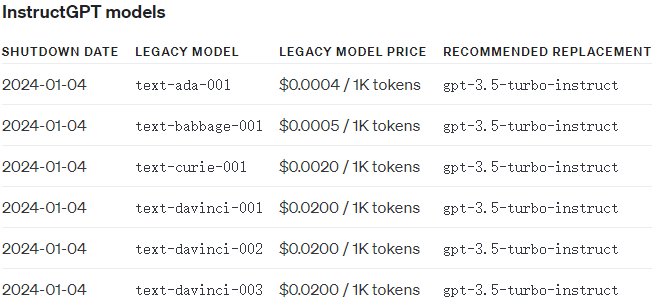 InstructGPT models
SHUTDOWN DATE LEGACY MODEL LEGACY MODEL PRICE RECOMMENDED REPLACEMENT
2024-01-04 text-ada-001 $0.0004 / 1K tokens gpt-3.5-turbo-instruct
2024-01-04 text-babbage-001 $0.0005 / 1K tokens gpt-3.5-turbo-instruct
2024-01-04 text-curie-001 $0.0020 / 1K tokens gpt-3.5-turbo-instruct
2024-01-04 text-davinci-001 $0.0200 / 1K tokens gpt-3.5-turbo-instruct
2024-01-04 text-davinci-002 $0.0200 / 1K tokens gpt-3.5-turbo-instruct
2024-01-04 text-davinci-003 $0.0200 / 1K tokens gpt-3.5-turbo-instruct